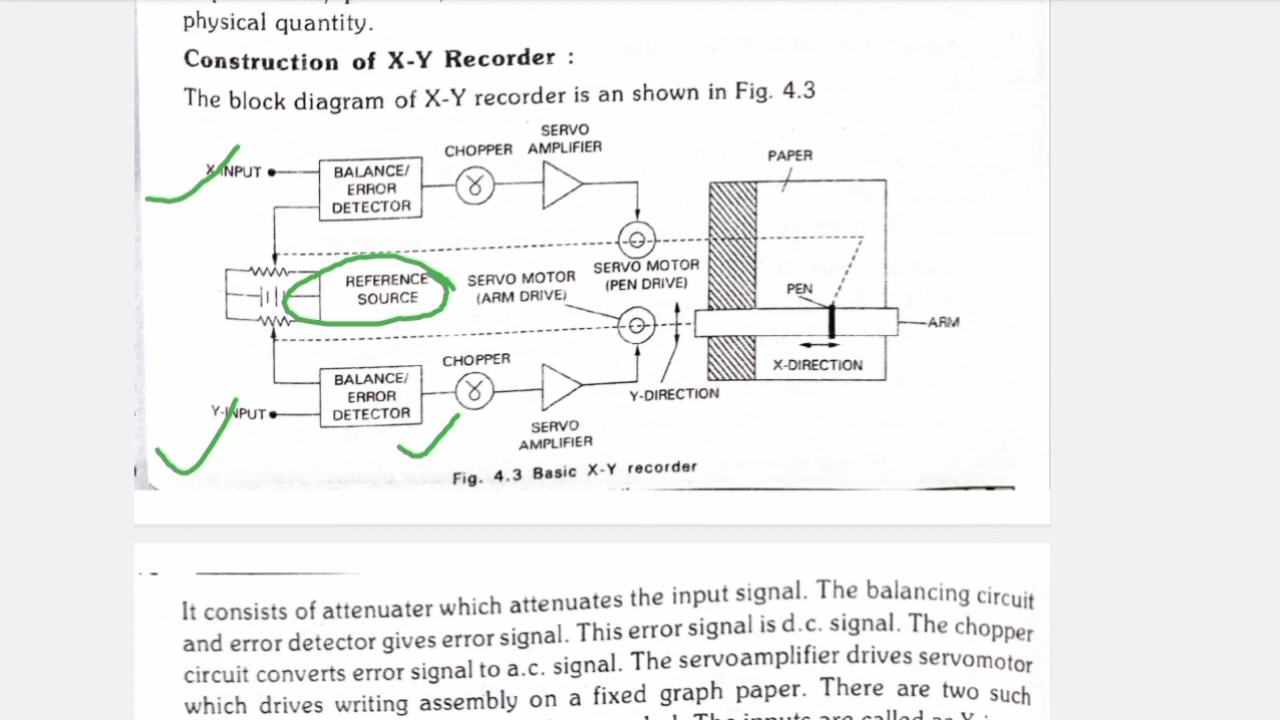 physical quantity.
Construction of X-Y Recorder :
The block diagram of X-Y recorder is an shown in Fig. 4.3
SERVO
AMPLIFIER
CHOPPER
PAPER
X-INPUT
BALANCE/
ERROR
DETECTOR
REFERENCE
SOURCE
SERVO MOTOR
(ARM DRIVE)
SERVO MOTOR
(PEN DRIVE)
PEN
ARM
X-DIRECTION
Y-DIRECTION
CHOPPER
BALANCE/
ERROR
DETECTOR
Y-INPUT
SERVO
AMPLIFIER
Fig. 4.3 Basic X-Y recorder
It consists of attenuater which attenuates the input signal. The balancing circuit
and error detector gives error signal. This error signal is d.c. signal. The chopper
circuit converts error signal to a.c. signal. The servoamplifier drives servomotor
which drives writing assembly on a fixed graph paper. There are two such
The inputs are called as